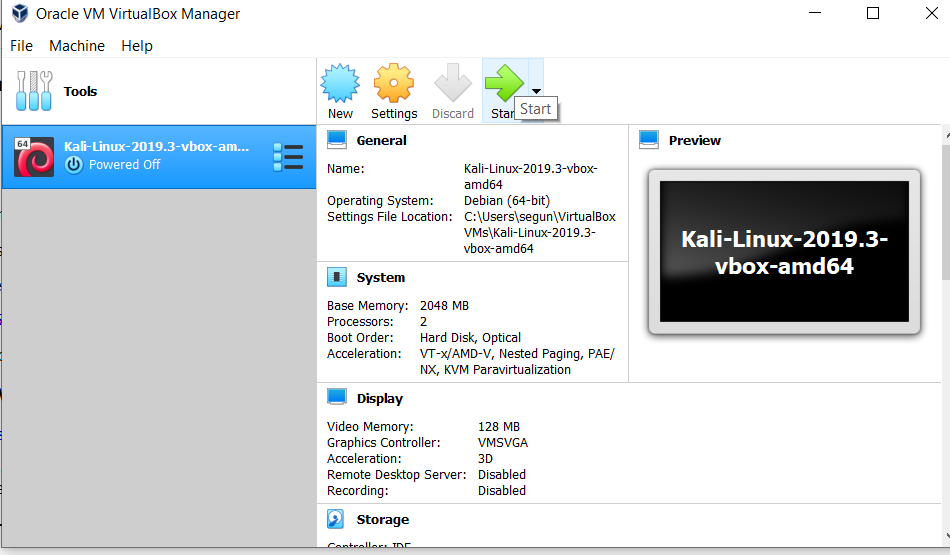 Oracle VM VirtualBox Manager
File Machine Help
Tools
New
Settings
Discard
Start
Start
64
Kali-Linux-2019.3-vbox-am...
Powered Off
General
Name: Kali-Linux-2019.3-vbox-
amd64
Operating System: Debian (64-bit)
Settings File Location: C:\Users\segun\VirtualBox
VMs\Kali-Linux-2019.3-
vbox-amd64
Preview
Kali-Linux-2019.3-
vbox-amd64
System
Base Memory: 2048 MB
Processors: 2
Boot Order: Hard Disk, Optical
Acceleration: VT-x/AMD-V, Nested Paging, PAE/
NX, KVM Paravirtualization
Display
Video Memory: 128 MB
Graphics Controller: VMSVGA
Acceleration: 3D
Remote Desktop Server: Disabled
Recording: Disabled
Storage
Controller: IDE